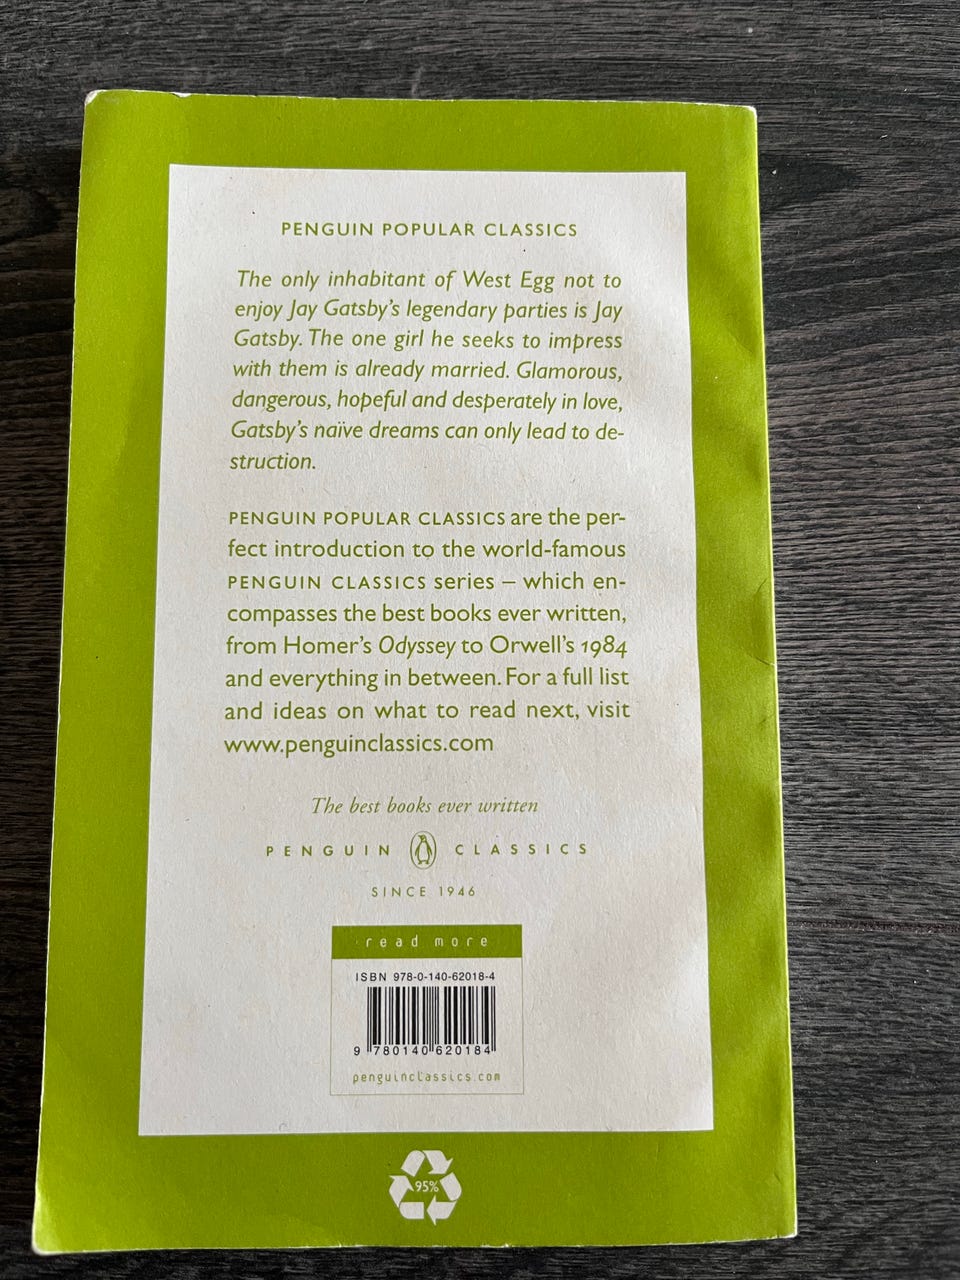 PENGUIN POPULAR CLASSICS
The only inhabitant of West Egg not to
enjoy Jay Gatsby's legendary parties is Jay
Gatsby. The one girl he seeks to impress
with them is already married. Glamorous,
dangerous, hopeful and desperately in love,
Gatsby's naïve dreams can only lead to de-
struction.
PENGUIN POPULAR CLASSICS are the per-
fect introduction to the world-famous
PENGUIN CLASSICS series – which en-
compasses the best books ever written,
from Homer's Odyssey to Orwell's 1984
and everything in between. For a full list
and ideas on what to read next, visit
www.penguinclassics.com
The best books ever written
PENGUIN CLASSICS
SINCE 1946
read more
ISBN 978-0-140-62018-4
9 780140 620184
penguinclassics.com
95%